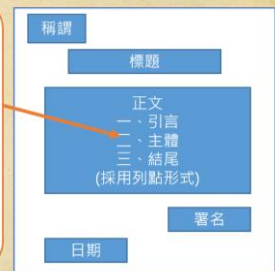 稱謂
標題
正文
一、引言
二、主體
三、結尾
(採用列點形式)
署名
日期